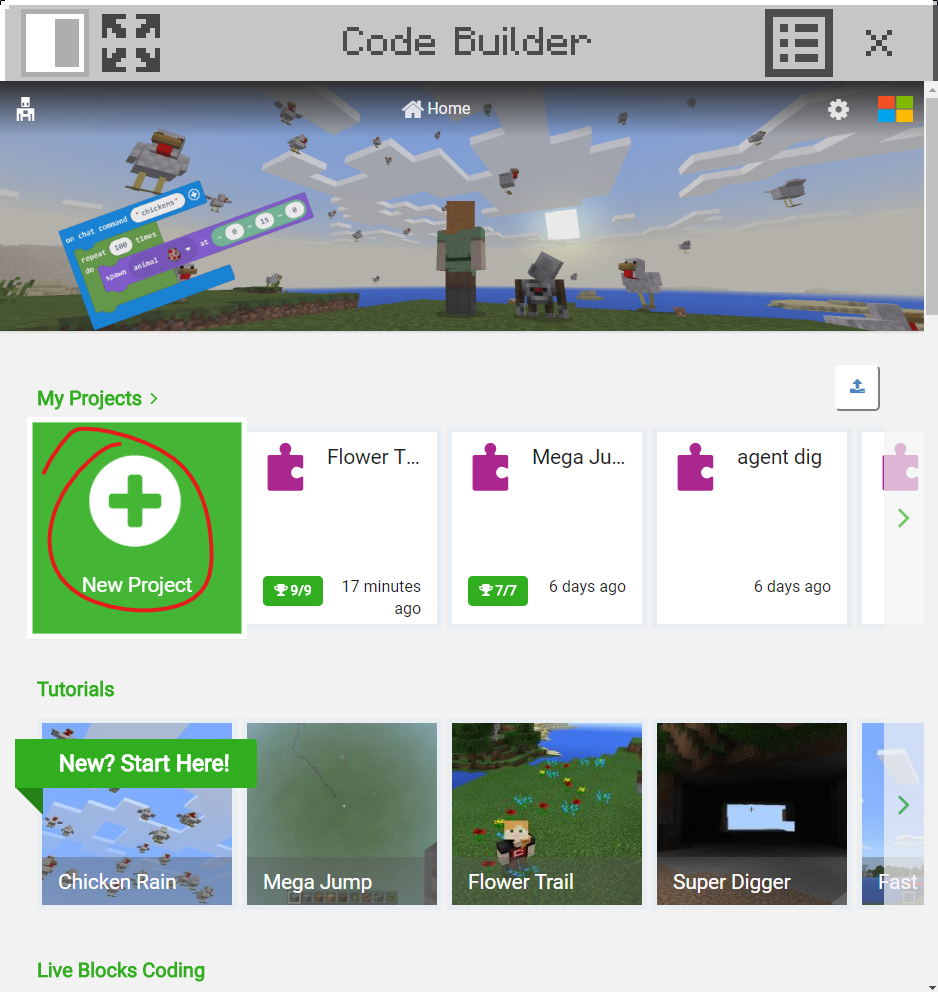 Code Builder
Home
on chat command "chickens"
repeat 100 times
do spawn animal at ~ 0 ~ 15 ~ 0
My Projects >
New Project
Flower T...
9/9
17 minutes
ago
Mega Ju...
7/7
6 days ago
agent dig
6 days ago
Tutorials
New? Start Here!
Chicken Rain
Mega Jump
Flower Trail
Super Digger
Fast
Live Blocks Coding